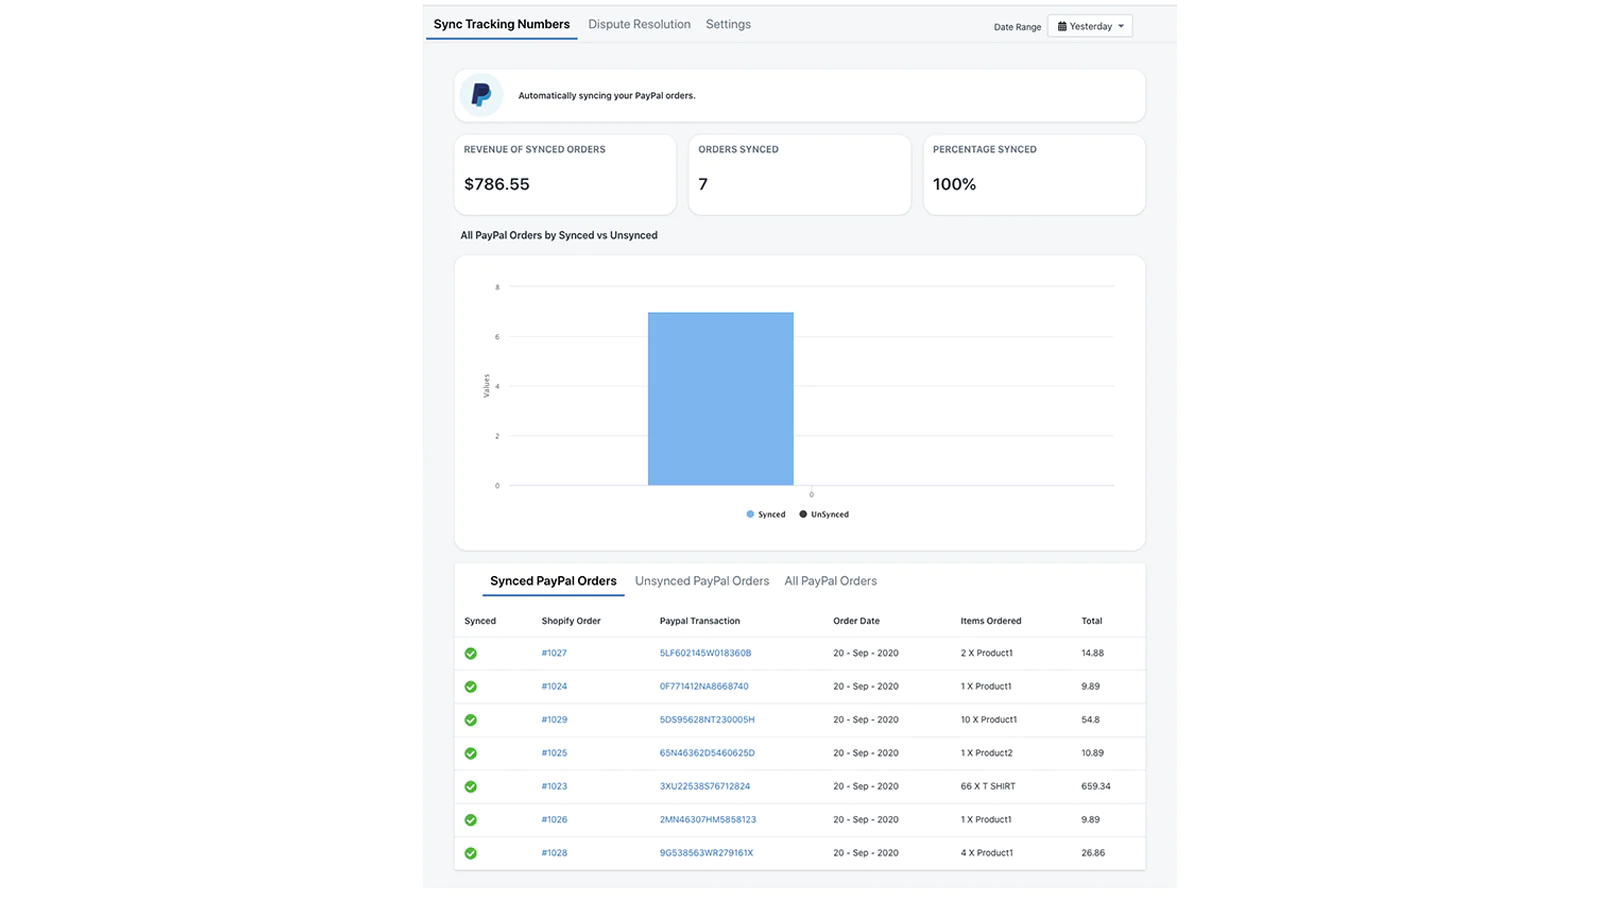 Sync Tracking Numbers Dispute Resolution Settings Date Range Yesterday
Automatically syncing your PayPal orders.
REVENUE OF SYNCED ORDERS ORDERS SYNCED PERCENTAGE SYNCED
$786.55 7 100%
All PayPal Orders by Synced vs Unsynced
8
6
Values
4
2
0
0
Synced UnSynced
Synced PayPal Orders Unsynced PayPal Orders All PayPal Orders
Synced Shopify Order Paypal Transaction Order Date Items Ordered Total
#1027 5LF602145W018360B 20 - Sep - 2020 2 X Product1 14.88
#1024 0F771412NA8668740 20 - Sep - 2020 1 X Product1 9.89
#1029 5DS95628NT230005H 20 - Sep - 2020 10 X Product1 54.8
#1025 65N46362D5460625D 20 - Sep - 2020 1 X Product2 10.89
#1023 3XU22538S76712824 20 - Sep - 2020 66 X T SHIRT 659.34
#1026 2MN46307HM5858123 20 - Sep - 2020 1 X Product1 9.89
#1028 9G538563WR279161X 20 - Sep - 2020 4 X Product1 26.86